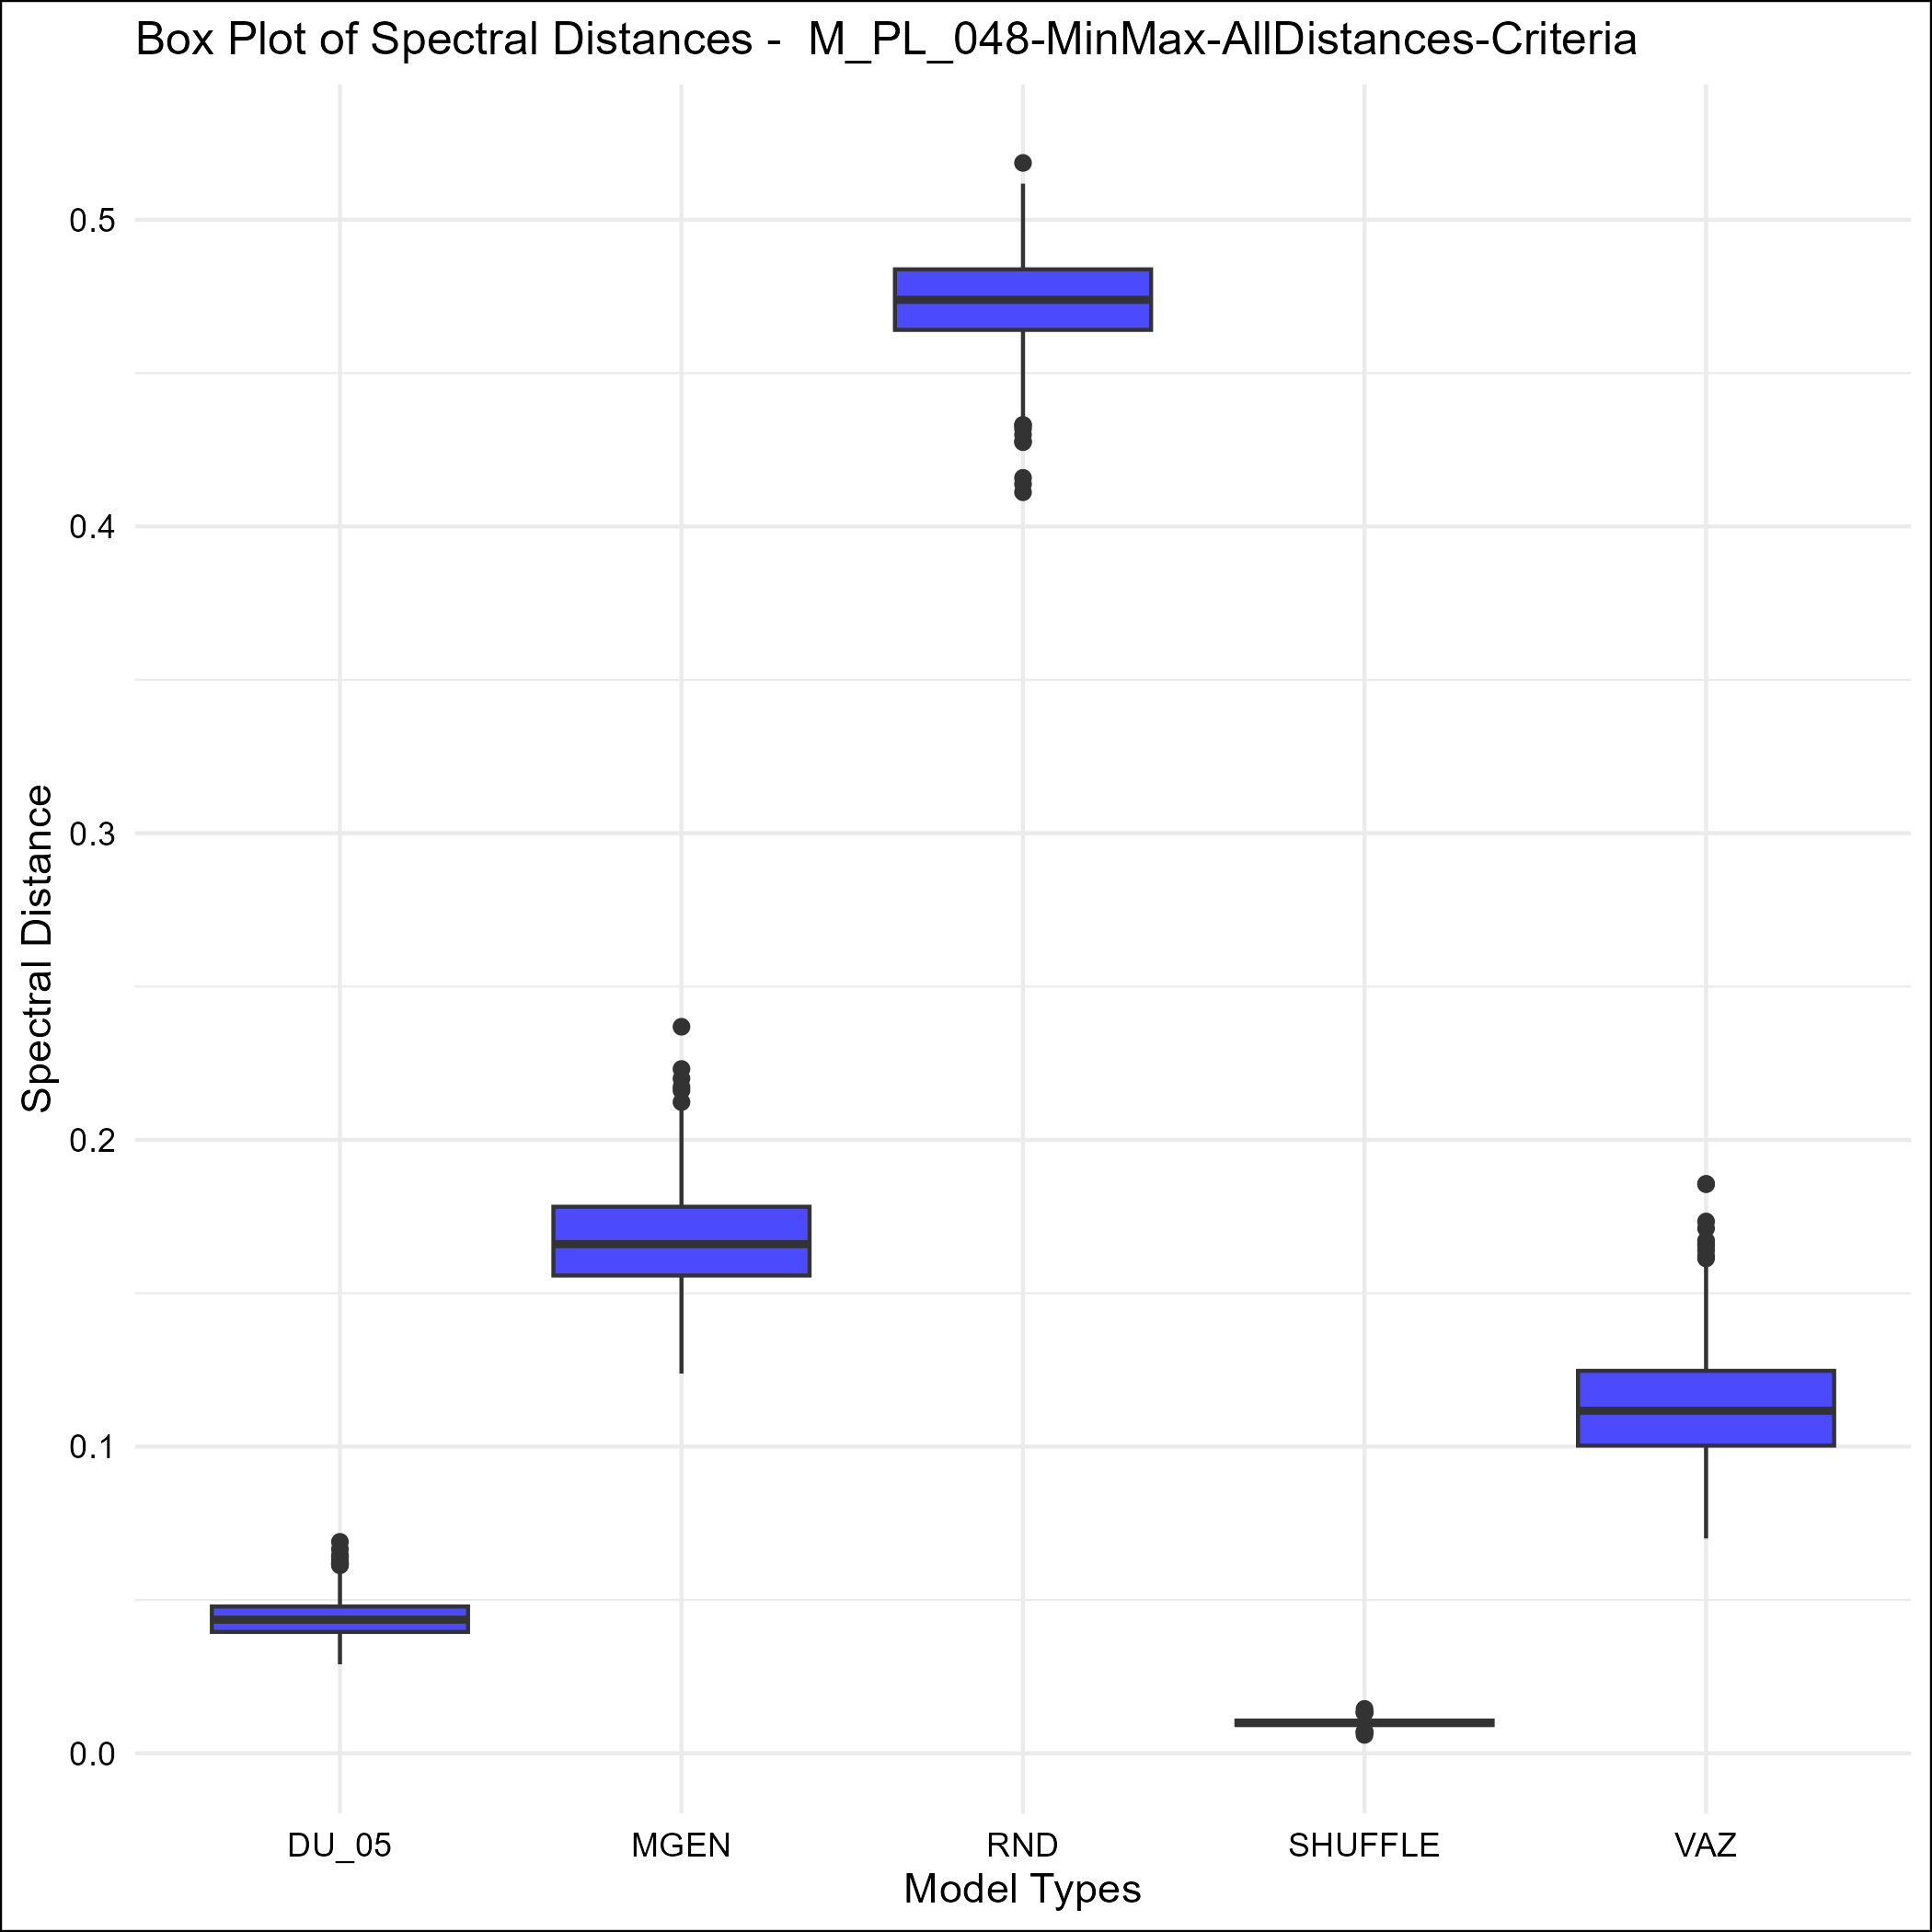 Box Plot of Spectral Distances -  M_PL_048-MinMax-AllDistances-Criteria
Spectral Distance
0.5
0.4
0.3
0.2
0.1
0.0
DU_05 MGEN RND SHUFFLE VAZ
Model Types